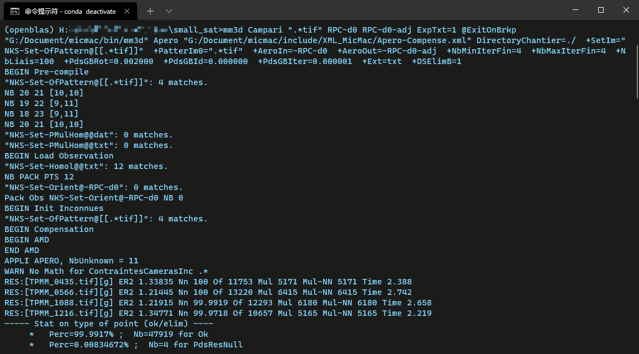 命令提示符 - conda deactivate
(openblas) H:\small_sat>mm3d Campari ".*tif" RPC-d0 RPC-d0-adj ExpTxt=1 @ExitOnBrkp
"G:/Document/micmac/bin/mm3d" Apero "G:/Document/micmac/include/XML_MicMac/Apero-Compense.xml" DirectoryChantier=./  +SetIm="
NKS-Set-OfPattern@[[.*tif]]"  +PatterIm0=".*tif"  +AeroIn=-RPC-d0  +AeroOut=-RPC-d0-adj  +NbMinIterFin=4  +NbMaxIterFin=4  +N
bLiais=100  +PdsGBRot=0.002000  +PdsGBId=0.000000  +PdsGBIter=0.000001  +Ext=txt  +DSElimB=1
BEGIN Pre-compile
"NKS-Set-OfPattern@[[.*tif]]": 4 matches.
NB 20 21 [10,10]
NB 19 22 [9,11]
NB 18 23 [9,11]
NB 20 21 [10,10]
"NKS-Set-PMulHom@@dat": 0 matches.
"NKS-Set-PMulHom@@txt": 0 matches.
BEGIN Load Observation
"NKS-Set-Homol@@txt": 12 matches.
NB PACK PTS 12
"NKS-Set-Orient@-RPC-d0": 0 matches.
Pack Obs NKS-Set-Orient@-RPC-d0 NB 0
BEGIN Init Inconnues
"NKS-Set-OfPattern@[[.*tif]]": 4 matches.
BEGIN Compensation
BEGIN AMD
END AMD
APPLI APERO, NbUnknown = 11
WARN No Math for ContraintesCamerasInc .*
RES:[TPMM_0435.tif][g] ER2 1.33835 Nn 100 Of 11753 Mul 5171 Mul-NN 5171 Time 2.388
RES:[TPMM_0566.tif][g] ER2 1.21445 Nn 100 Of 13220 Mul 6415 Mul-NN 6415 Time 2.742
RES:[TPMM_1088.tif][g] ER2 1.21915 Nn 99.9919 Of 12293 Mul 6180 Mul-NN 6180 Time 2.658
RES:[TPMM_1216.tif][g] ER2 1.34771 Nn 99.9718 Of 10657 Mul 5165 Mul-NN 5165 Time 2.219
----- Stat on type of point (ok/elim) ----
     *   Perc=99.9917% ;  Nb=47919 for Ok
     *   Perc=0.00834672% ;  Nb=4 for PdsResNull